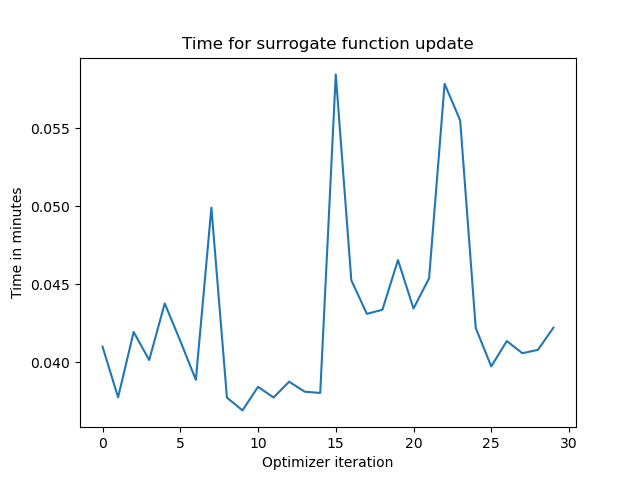 Time for surrogate function update
Time in minutes
0.055
0.050
0.045
0.040
0 5 10 15 20 25 30
Optimizer iteration